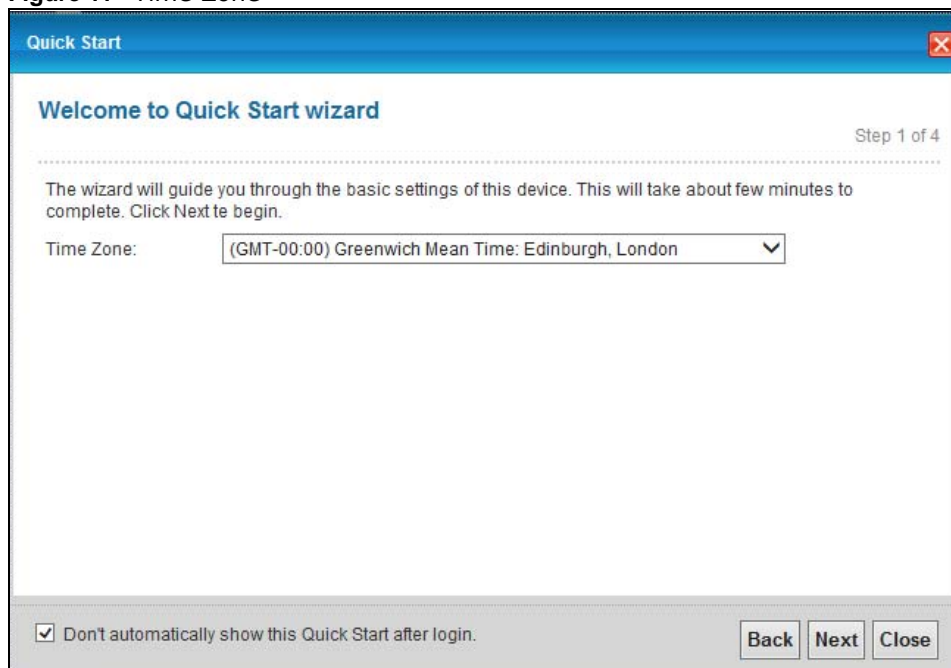 Quick Start
Welcome to Quick Start wizard
Step 1 of 4
The wizard will guide you through the basic settings of this device. This will take about few minutes to
complete. Click Next te begin.
Time Zone:
(GMT-00:00) Greenwich Mean Time: Edinburgh, London
Don't automatically show this Quick Start after login.
Back Next Close